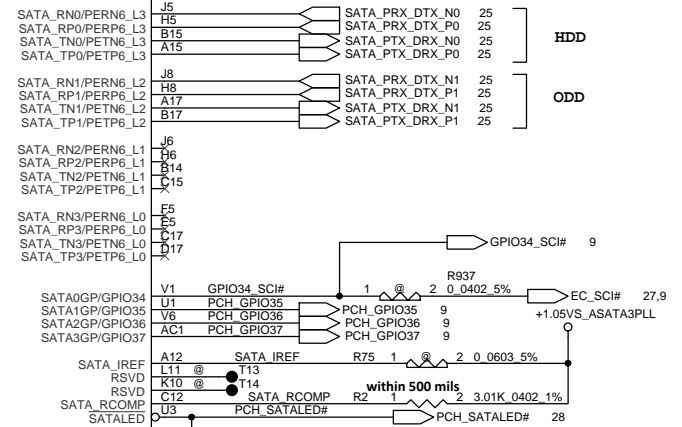 SATA_RN0/PERN6_L3 J5 SATA_PRX_DTX_N0 25
SATA_RP0/PERP6_L3 H5 SATA_PRX_DTX_P0 25
SATA_TN0/PETN6_L3 B15 SATA_PTX_DRX_N0 25
SATA_TP0/PETP6_L3 A15 SATA_PTX_DRX_P0 25
HDD
SATA_RN1/PERN6_L2 J8 SATA_PRX_DTX_N1 25
SATA_RP1/PERP6_L2 H8 SATA_PRX_DTX_P1 25
SATA_TN1/PETN6_L2 A17 SATA_PTX_DRX_N1 25
SATA_TP1/PETP6_L2 B17 SATA_PTX_DRX_P1 25
ODD
SATA_RN2/PERN6_L1 J6
SATA_RP2/PERP6_L1 H6
SATA_TN2/PETN6_L1 B14
SATA_TP2/PETP6_L1 C15
SATA_RN3/PERN6_L0 F5
SATA_RP3/PERP6_L0 E5
SATA_TN3/PETN6_L0 C17
SATA_TP3/PETP6_L0 D17
GPIO34_SCI# 9
R937
SATA0GP/GPIO34 V1 GPIO34_SCI# 1 @ 2 0_0402_5% EC_SCI# 27,9
SATA1GP/GPIO35 U1 PCH_GPIO35 PCH_GPIO35 9
SATA2GP/GPIO36 V6 PCH_GPIO36 PCH_GPIO36 9
SATA3GP/GPIO37 AC1 PCH_GPIO37 PCH_GPIO37 9
+1.05VS_ASATA3PLL
SATA_IREF A12 SATA_IREF R75 1 @ 2 0_0603_5%
RSVD L11 @ T13
RSVD K10 @ T14
within 500 mils
SATA_RCOMP C12 SATA_RCOMP R2 1 2 3.01K_0402_1%
SATALED U3 PCH_SATALED# PCH_SATALED# 28